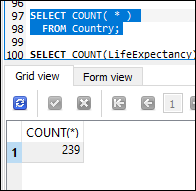 96
97 SELECT COUNT( * )
98 FROM Country;
99
100 SELECT COUNT(LifeExpectancy)
Grid view Form view
1
COUNT(*)
1 239